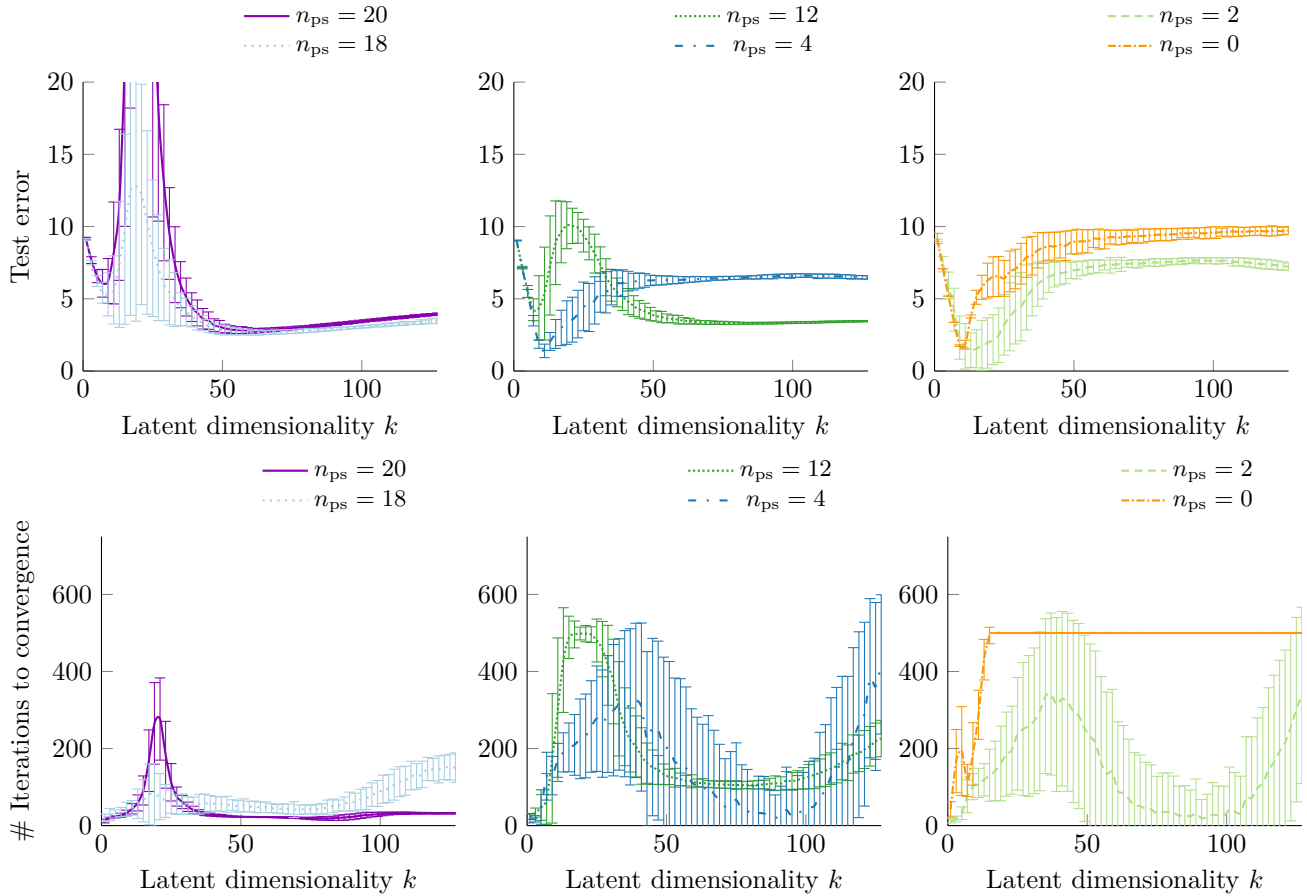 n_ps = 20
n_ps = 18
n_ps = 12
n_ps = 4
n_ps = 2
n_ps = 0
Test error
20
15
10
5
0
0 50 100
Latent dimensionality k
20
15
10
5
0
0 50 100
Latent dimensionality k
20
15
10
5
0
0 50 100
Latent dimensionality k
n_ps = 20
n_ps = 18
n_ps = 12
n_ps = 4
n_ps = 2
n_ps = 0
# Iterations to convergence
600
400
200
0
0 50 100
Latent dimensionality k
600
400
200
0
0 50 100
Latent dimensionality k
600
400
200
0
0 50 100
Latent dimensionality k